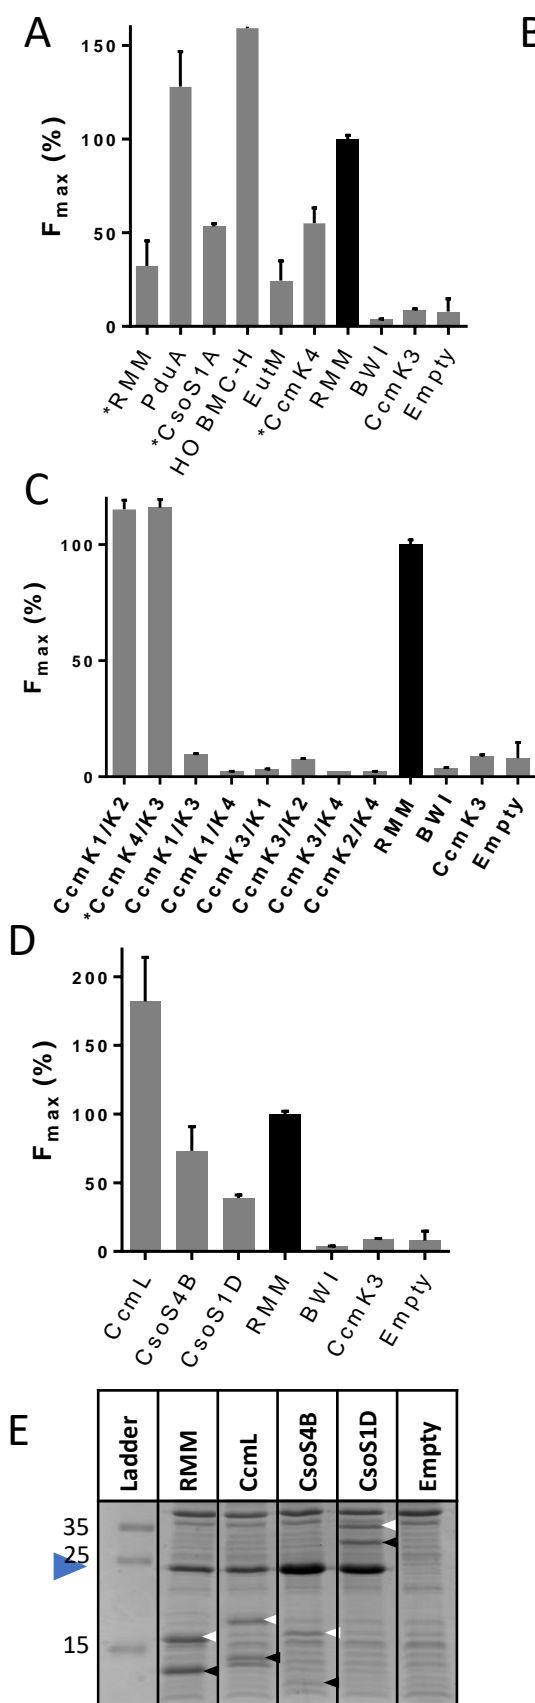 A
B
F max (%)
150
100
50
0
*RMM
PduA
*CsoS1A
HO BMC-H
EutM
*CcmK4
RMM
BWI
CcmK3
Empty
C
F max (%)
100
50
0
CcmK1/K2
*CcmK4/K3
CcmK1/K3
CcmK1/K4
CcmK3/K1
CcmK3/K2
CcmK3/K4
CcmK2/K4
RMM
BWI
CcmK3
Empty
D
F max (%)
200
150
100
50
0
CcmL
CsoS4B
CsoS1D
RMM
BWI
CcmK3
Empty
E
Ladder
RMM
CcmL
CsoS4B
CsoS1D
Empty
35
25
15